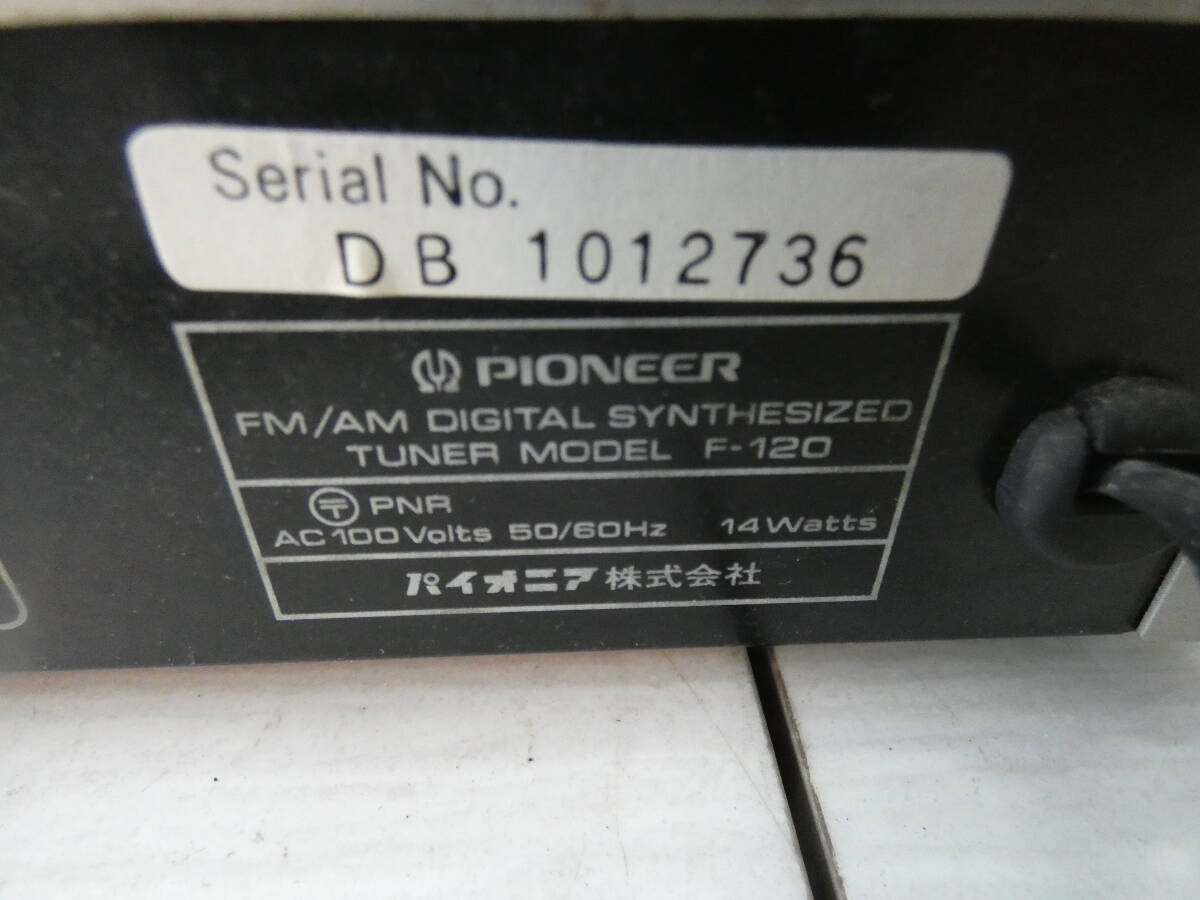 Serial No.
DB 1012736
PIONEER
FM/AM DIGITAL SYNTHESIZED
TUNER MODEL F-120
〒 PNR
AC 100 Volts 50/60Hz 14 Watts
パイオニア株式会社